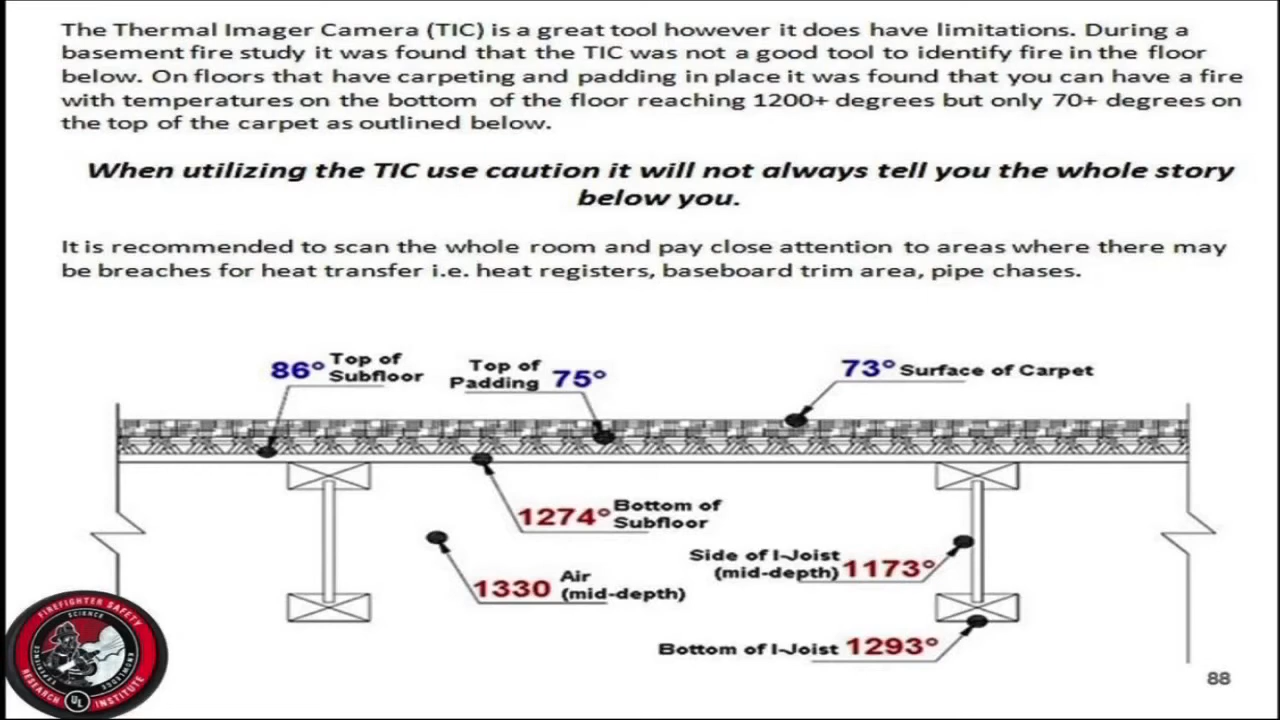 The Thermal Imager Camera (TIC) is a great tool however it does have limitations. During a
basement fire study it was found that the TIC was not a good tool to identify fire in the floor
below. On floors that have carpeting and padding in place it was found that you can have a fire
with temperatures on the bottom of the floor reaching 1200+ degrees but only 70+ degrees on
the top of the carpet as outlined below.
When utilizing the TIC use caution it will not always tell you the whole story
below you.
It is recommended to scan the whole room and pay close attention to areas where there may
be breaches for heat transfer i.e. heat registers, baseboard trim area, pipe chases.
86° Top of
Subfloor
Top of
Padding 75°
73° Surface of Carpet
1274° Bottom of
Subfloor
1330 Air
(mid-depth)
Side of I-Joist
(mid-depth) 1173°
Bottom of I-Joist 1293°
FIREFIGHTER SAFETY
SCIENCE
EXPERIENCE
KNOWLEDGE
UL
RESEARCH INSTITUTE
88